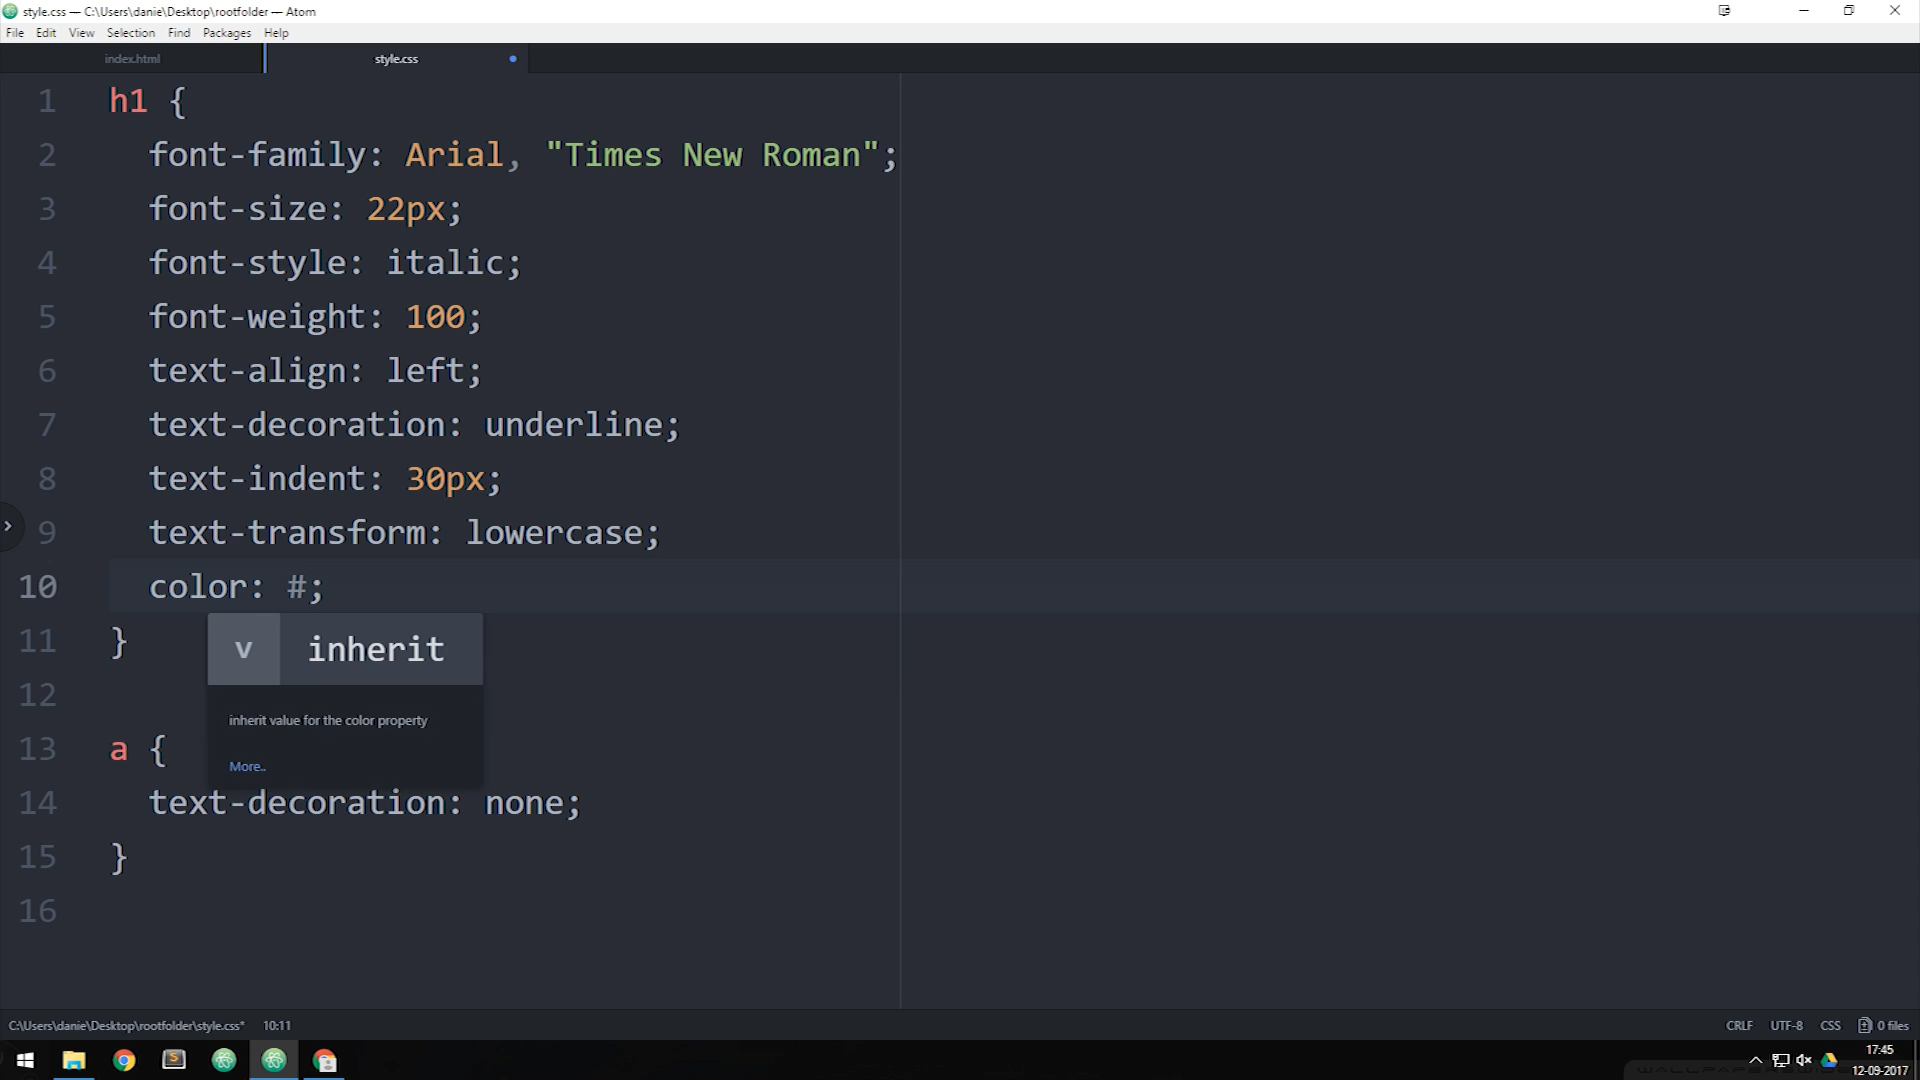 style.css — C:\Users\danie\Desktop\rootfolder — Atom
File Edit View Selection Find Packages Help
index.html style.css
1 h1 {
2 font-family: Arial, "Times New Roman";
3 font-size: 22px;
4 font-style: italic;
5 font-weight: 100;
6 text-align: left;
7 text-decoration: underline;
8 text-indent: 30px;
9 text-transform: lowercase;
10 color: #;
11 }
v inherit
12
inherit value for the color property
13 a {
More..
14 text-decoration: none;
15 }
16
C:\Users\danie\Desktop\rootfolder\style.css* 10:11 CRLF UTF-8 CSS 0 files
17:45
12-09-2017